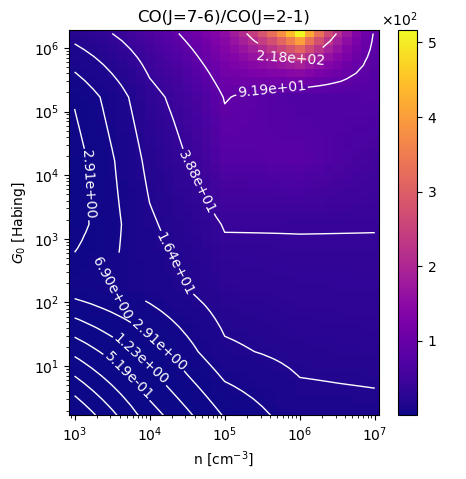 CO(J=7-6)/CO(J=2-1)
×10²
10⁶
10⁵
10⁴
10³
10²
10¹
G₀ [Habing]
10³
10⁴
10⁵
10⁶
10⁷
n [cm⁻³]
5
4
3
2
1
2.18e+02
9.19e+01
3.88e+01
2.91e+00
1.64e+01
6.90e+00
2.91e+00
1.23e+00
5.19e-01